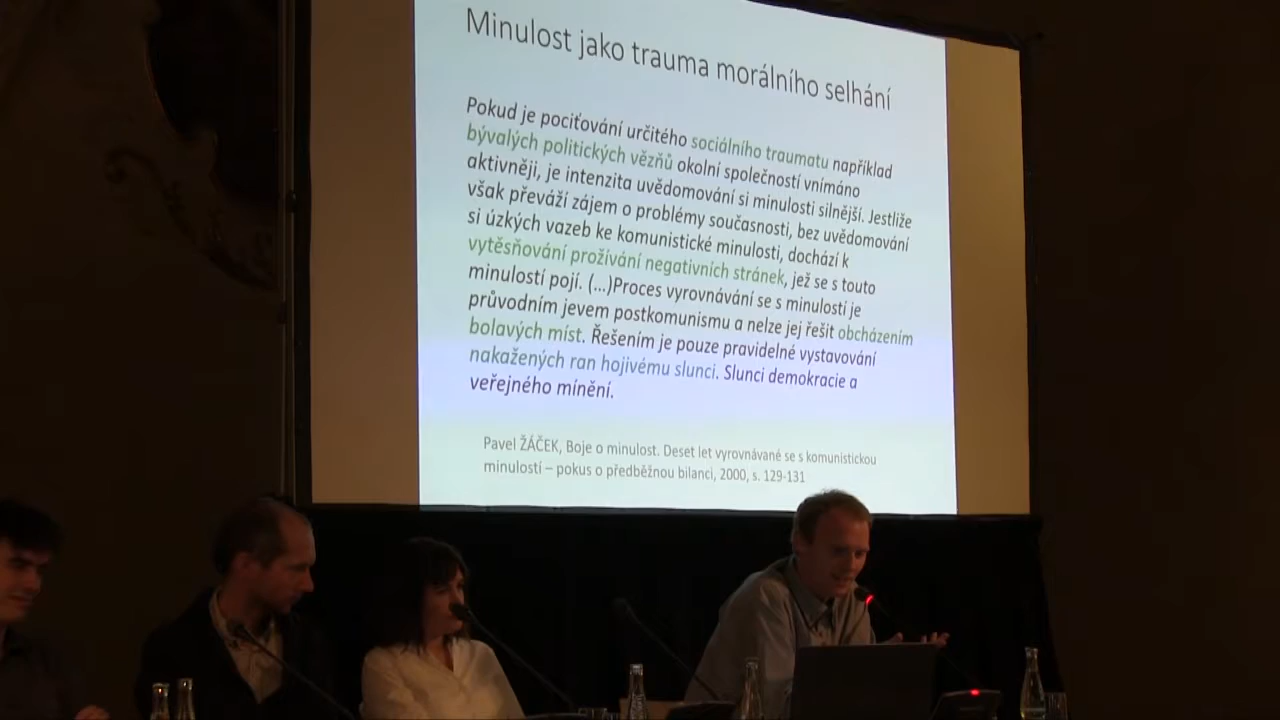 Minulost jako trauma morálního selhání
Pokud je pociťování určitého sociálního traumatu například
bývalých politických vězňů okolní společností vnímáno
aktivněji, je intenzita uvědomování si minulosti silnější. Jestliže
však převáží zájem o problémy současnosti, bez uvědomování
si úzkých vazeb ke komunistické minulosti, dochází k
vytěsňování prožívání negativních stránek, jež se s touto
minulostí pojí. (...)Proces vyrovnávání se s minulostí je
průvodním jevem postkomunismu a nelze jej řešit obcházením
bolavých míst. Řešením je pouze pravidelné vystavování
nakažených ran hojivému slunci. Slunci demokracie a
veřejného mínění.
Pavel ŽÁČEK, Boje o minulost. Deset let vyrovnávané se s komunistickou
minulostí – pokus o předběžnou bilanci, 2000, s. 129-131